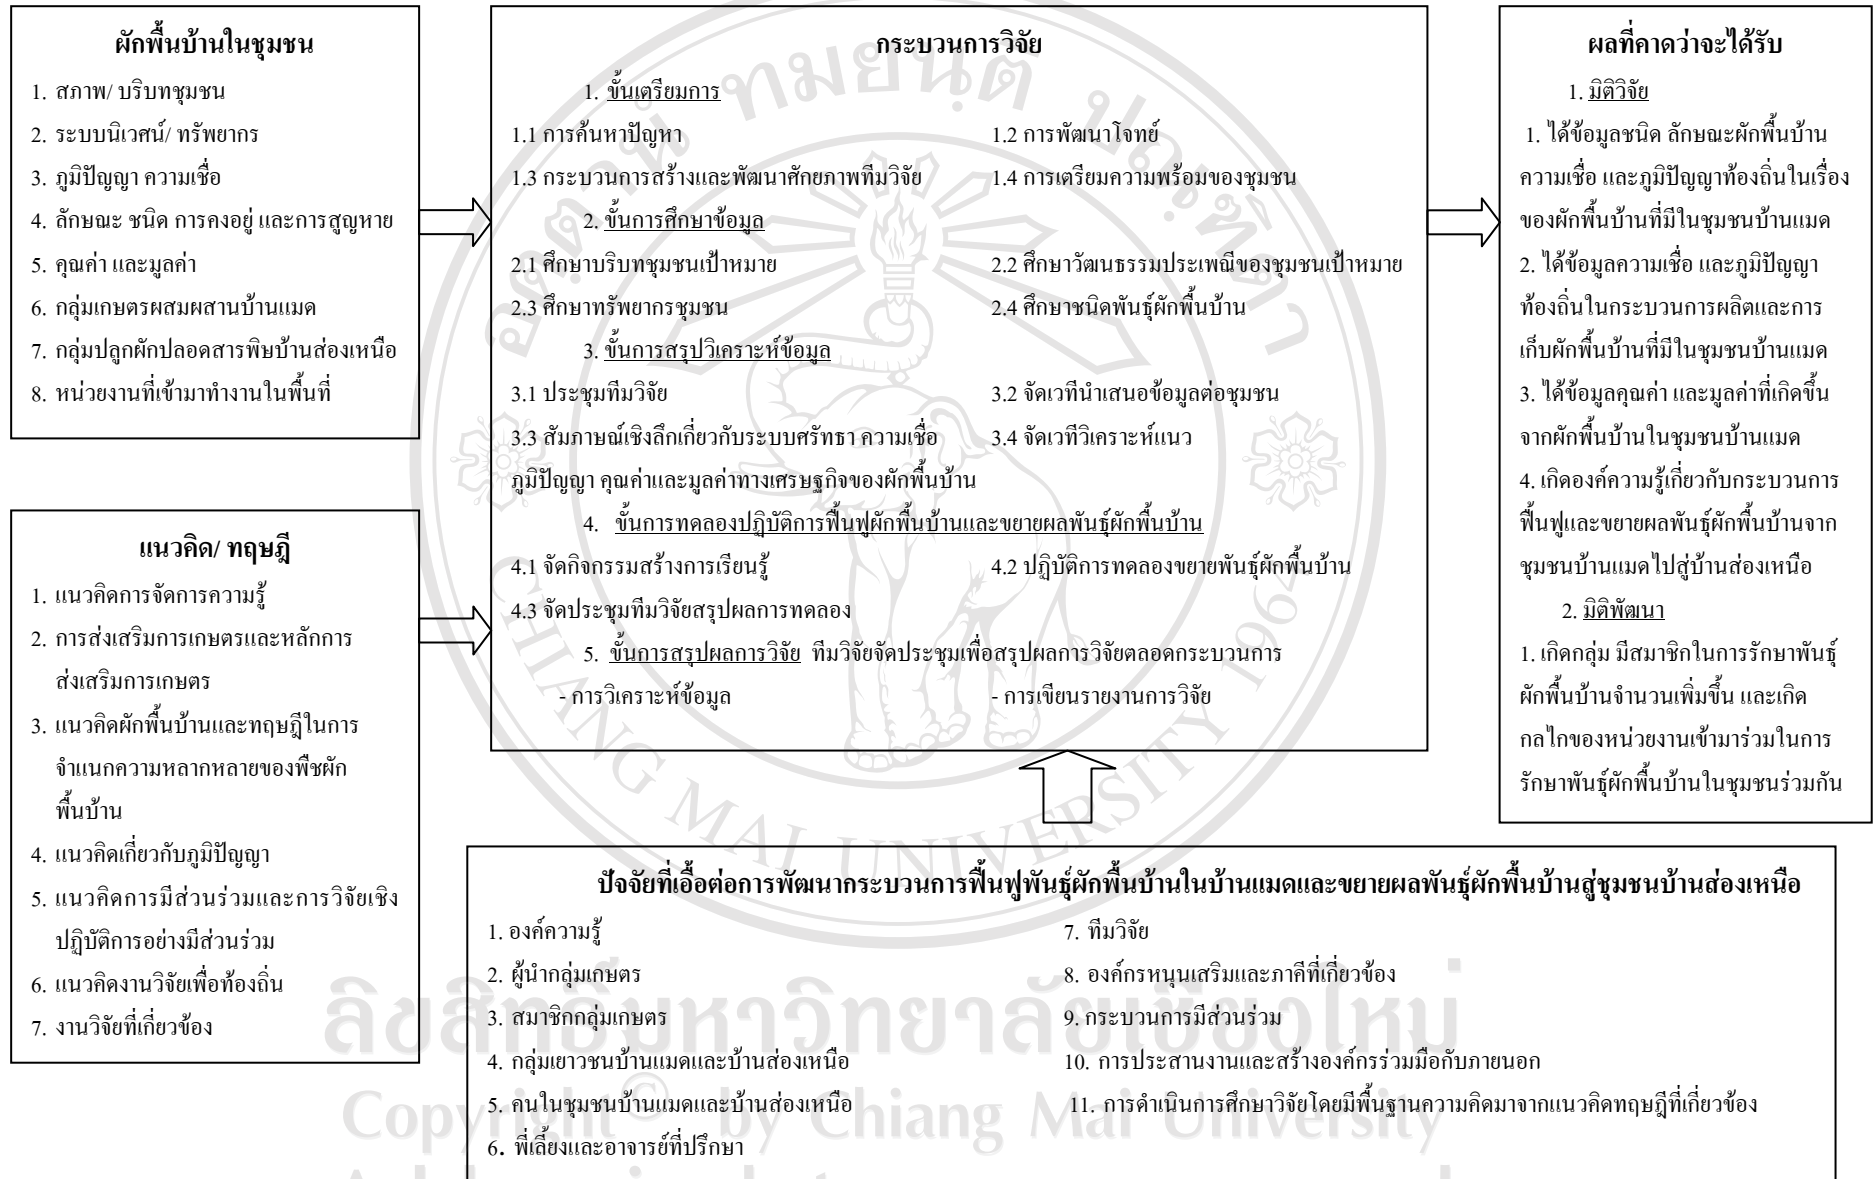 ผักพื้นบ้านในชุมชน
1. สภาพ/ บริบทชุมชน
2. ระบบนิเวศน์/ ทรัพยากร
3. ภูมิปัญญา ความเชื่อ
4. ลักษณะ ชนิด การคงอยู่ และการสูญหาย
5. คุณค่า และมูลค่า
6. กลุ่มเกษตรผสมผสานบ้านแมด
7. กลุ่มปลูกผักปลอดสารพิษบ้านส่องเหนือ
8. หน่วยงานที่เข้ามาทำงานในพื้นที่
แนวคิด/ ทฤษฎี
1. แนวคิดการจัดการความรู้
2. การส่งเสริมการเกษตรและหลักการ
ส่งเสริมการเกษตร
3. แนวคิดผักพื้นบ้านและทฤษฎีในการ
จำแนกความหลากหลายของพืชผัก
พื้นบ้าน
4. แนวคิดเกี่ยวกับภูมิปัญญา
5. แนวคิดการมีส่วนร่วมและการวิจัยเชิง
ปฏิบัติการอย่างมีส่วนร่วม
6. แนวคิดงานวิจัยเพื่อท้องถิ่น
7. งานวิจัยที่เกี่ยวข้อง
กระบวนการวิจัย
1. ขั้นเตรียมการ
1.1 การค้นหาปัญหา 1.2 การพัฒนาโจทย์
1.3 กระบวนการสร้างและพัฒนาศักยภาพทีมวิจัย 1.4 การเตรียมความพร้อมของชุมชน
2. ขั้นการศึกษาข้อมูล
2.1 ศึกษาบริบทชุมชนเป้าหมาย 2.2 ศึกษาวัฒนธรรมประเพณีของชุมชนเป้าหมาย
2.3 ศึกษาทรัพยากรชุมชน 2.4 ศึกษาชนิดพันธุ์ผักพื้นบ้าน
3. ขั้นการสรุปวิเคราะห์ข้อมูล
3.1 ประชุมทีมวิจัย 3.2 จัดเวทีนำเสนอข้อมูลต่อชุมชน
3.3 สัมภาษณ์เชิงลึกเกี่ยวกับระบบศรัทธา ความเชื่อ 3.4 จัดเวทีวิเคราะห์แนว
ภูมิปัญญา คุณค่าและมูลค่าทางเศรษฐกิจของผักพื้นบ้าน
4. ขั้นการทดลองปฏิบัติการฟื้นฟูผักพื้นบ้านและขยายผลพันธุ์ผักพื้นบ้าน
4.1 จัดกิจกรรมสร้างการเรียนรู้ 4.2 ปฏิบัติการทดลองขยายพันธุ์ผักพื้นบ้าน
4.3 จัดประชุมทีมวิจัยสรุปผลการทดลอง
5. ขั้นการสรุปผลการวิจัย ทีมวิจัยจัดประชุมเพื่อสรุปผลการวิจัยตลอดกระบวนการ
- การวิเคราะห์ข้อมูล - การเขียนรายงานการวิจัย
ผลที่คาดว่าจะได้รับ
1. มิติวิจัย
1. ได้ข้อมูลชนิด ลักษณะผักพื้นบ้าน
ความเชื่อ และภูมิปัญญาท้องถิ่นในเรื่อง
ของผักพื้นบ้านที่มีในชุมชนบ้านแมด
2. ได้ข้อมูลความเชื่อ และภูมิปัญญา
ท้องถิ่นในกระบวนการผลิตและการ
เก็บผักพื้นบ้านที่มีในชุมชนบ้านแมด
3. ได้ข้อมูลคุณค่า และมูลค่าที่เกิดขึ้น
จากผักพื้นบ้านในชุมชนบ้านแมด
4. เกิดองค์ความรู้เกี่ยวกับกระบวนการ
ฟื้นฟูและขยายผลพันธุ์ผักพื้นบ้านจาก
ชุมชนบ้านแมดไปสู่บ้านส่องเหนือ
2. มิติพัฒนา
1. เกิดกลุ่ม มีสมาชิกในการรักษาพันธุ์
ผักพื้นบ้านจำนวนเพิ่มขึ้น และเกิด
กลไกของหน่วยงานเข้ามาร่วมในการ
รักษาพันธุ์ผักพื้นบ้านในชุมชนร่วมกัน
ปัจจัยที่เอื้อต่อการพัฒนากระบวนการฟื้นฟูพันธุ์ผักพื้นบ้านในบ้านแมดและขยายผลพันธุ์ผักพื้นบ้านสู่ชุมชนบ้านส่องเหนือ
1. องค์ความรู้ 7. ทีมวิจัย
2. ผู้นำกลุ่มเกษตร 8. องค์กรหนุนเสริมและภาคีที่เกี่ยวข้อง
3. สมาชิกกลุ่มเกษตร 9. กระบวนการมีส่วนร่วม
4. กลุ่มเยาวชนบ้านแมดและบ้านส่องเหนือ 10. การประสานงานและสร้างองค์กรร่วมมือกับภายนอก
5. คนในชุมชนบ้านแมดและบ้านส่องเหนือ 11. การดำเนินการศึกษาวิจัยโดยมีพื้นฐานความคิดมาจากแนวคิดทฤษฎีที่เกี่ยวข้อง
6. พี่เลี้ยงและอาจารย์ที่ปรึกษา
อตฺตานํ ทมยนฺติ ปณฺฑิตา
CHIANG MAI UNIVERSITY 1964
ลิขสิทธิ์มหาวิทยาลัยเชียงใหม่
Copyright © by Chiang Mai University